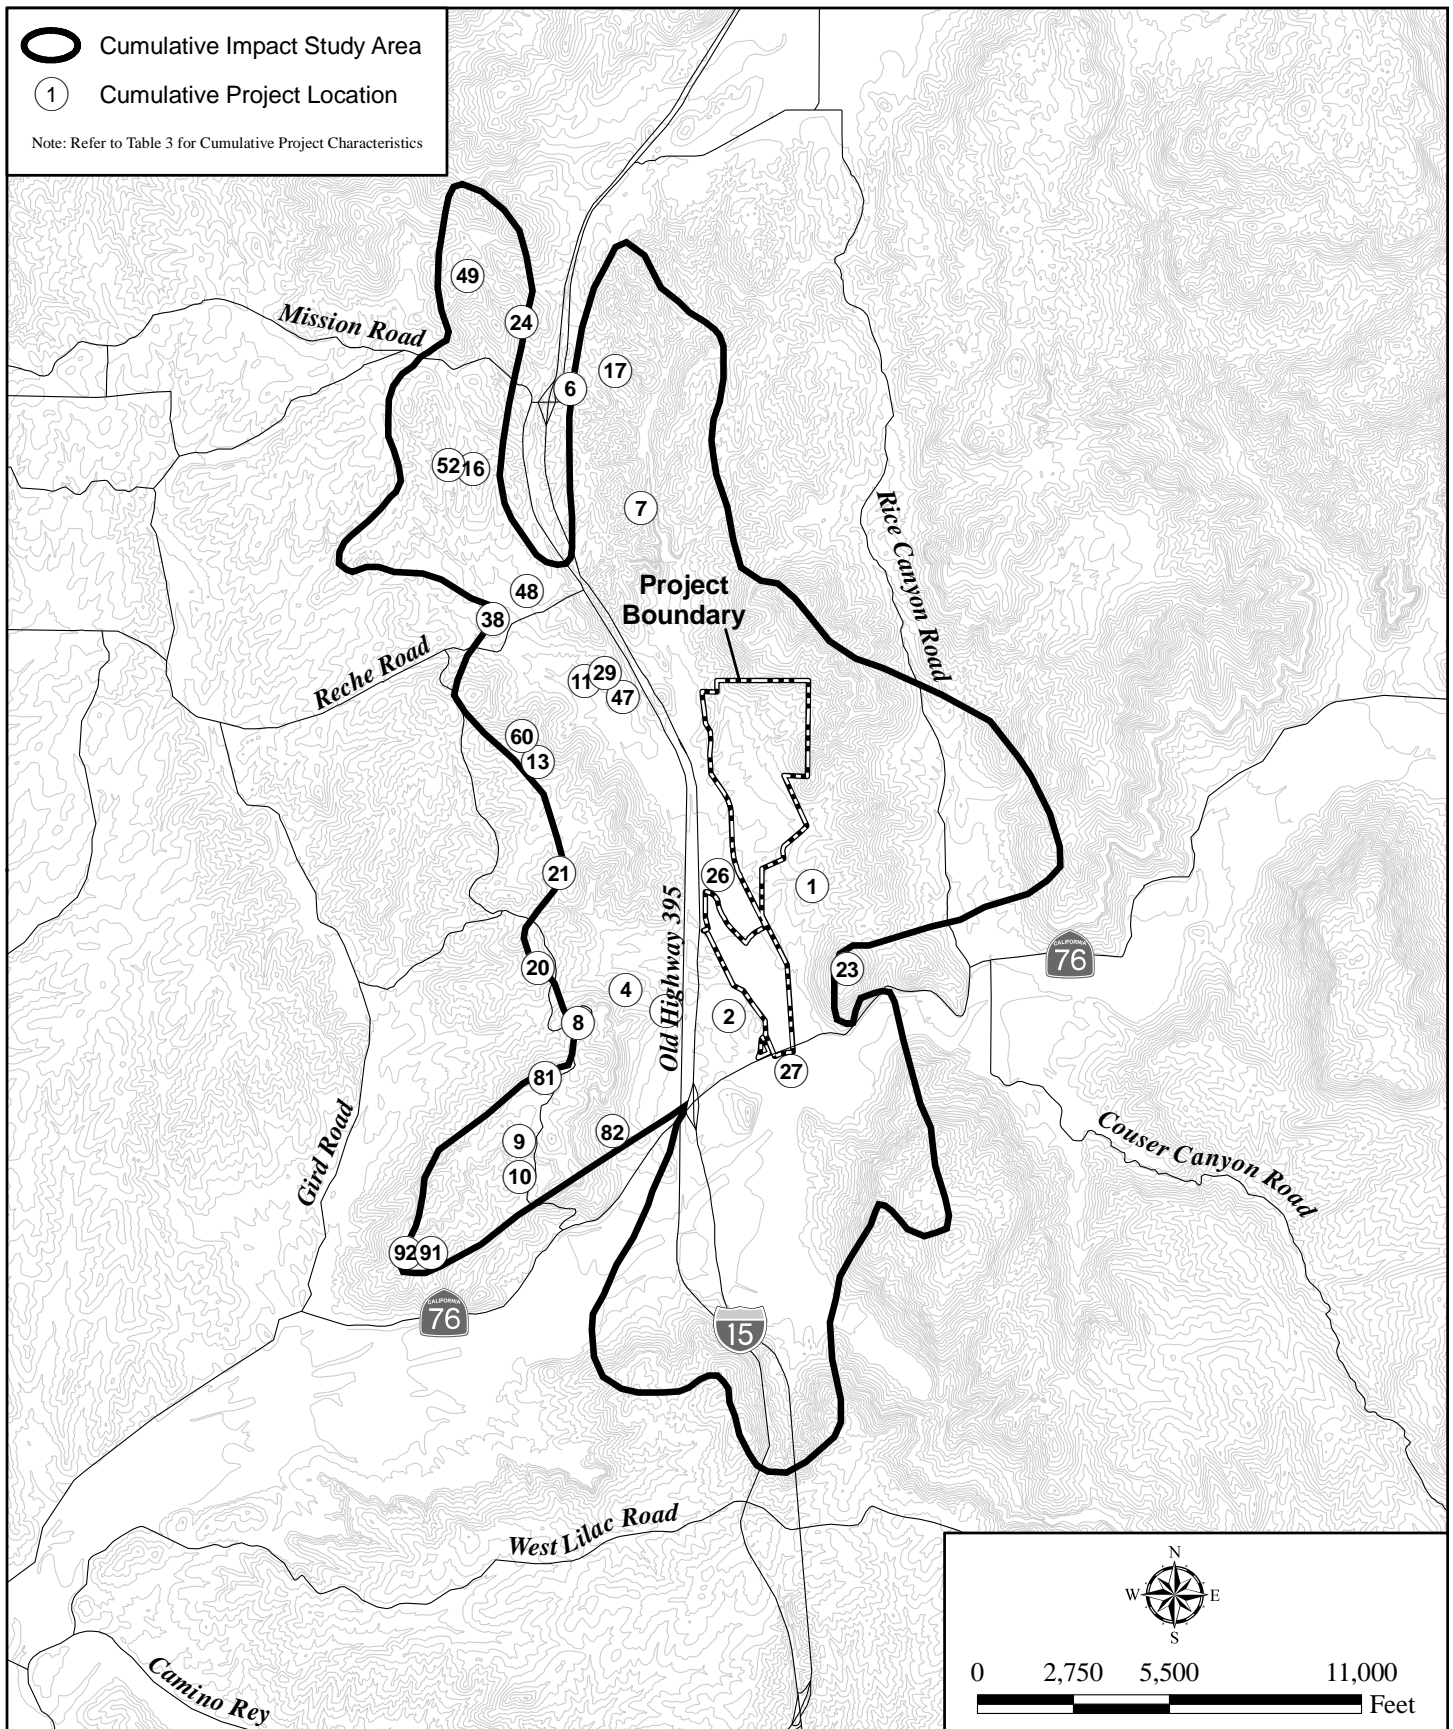 Cumulative Impact Study Area
1 Cumulative Project Location
Note: Refer to Table 3 for Cumulative Project Characteristics
49
Mission Road
24
17
6
52
16
7
Rice Canyon Road
Project
Boundary
48
38
Reche Road
29
11
47
60
13
21
26
1
Old Highway 395
CALIFORNIA
76
20
23
4
2
8
27
81
Gird Road
82
9
Couser Canyon Road
10
92
91
CALIFORNIA
76
15
West Lilac Road
Camino Rey
N
W E
S
0 2,750 5,500 11,000
Feet